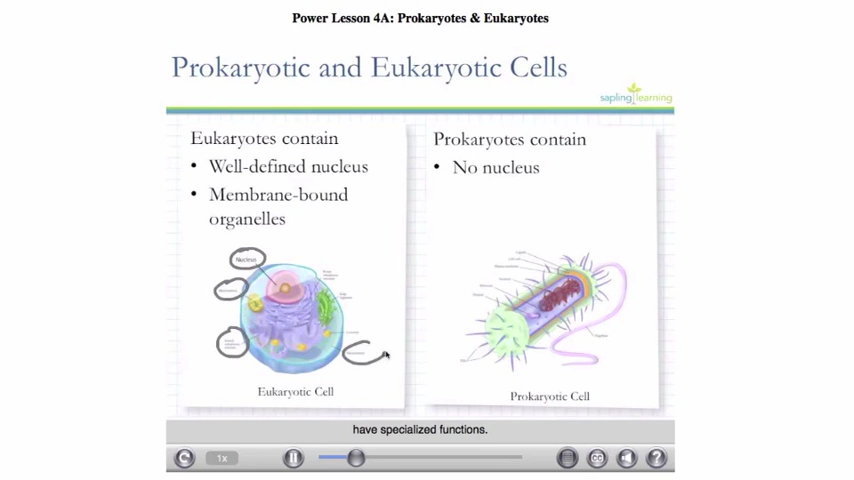 Power Lesson 4A: Prokaryotes & Eukaryotes
Prokaryotic and Eukaryotic Cells
sapling learning
Eukaryotes contain
• Well-defined nucleus
• Membrane-bound
organelles
Nucleus
Eukaryotic Cell
Prokaryotes contain
• No nucleus
Prokaryotic Cell
have specialized functions.
1x
CC
?